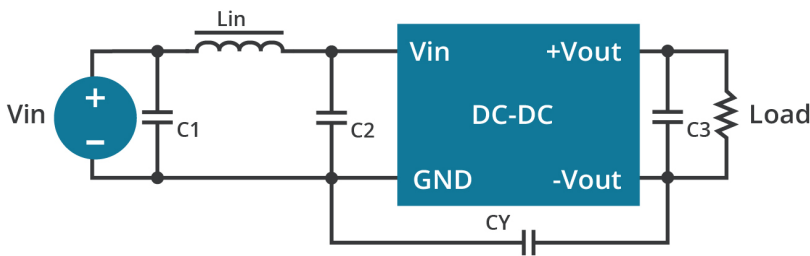 Lin
Vin
+
−
C1
C2
Vin
+Vout
DC-DC
GND
-Vout
C3
Load
CY